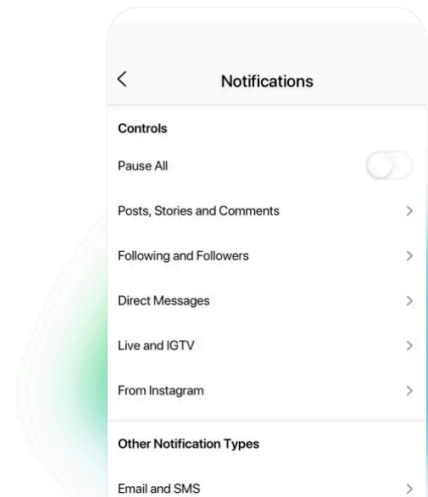 Notifications
Controls
Pause All
Posts, Stories and Comments
Following and Followers
Direct Messages
Live and IGTV
From Instagram
Other Notification Types
Email and SMS